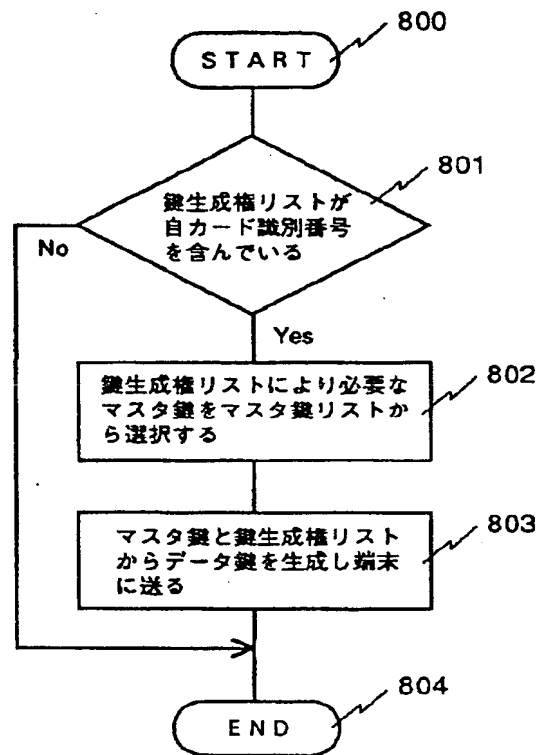 800
START
801
鍵生成権リストが
自カード識別番号
を含んでいる
No
Yes
802
鍵生成権リストにより必要な
マスタ鍵をマスタ鍵リストか
ら選択する
803
マスタ鍵と鍵生成権リスト
からデータ鍵を生成し端末
に送る
804
END